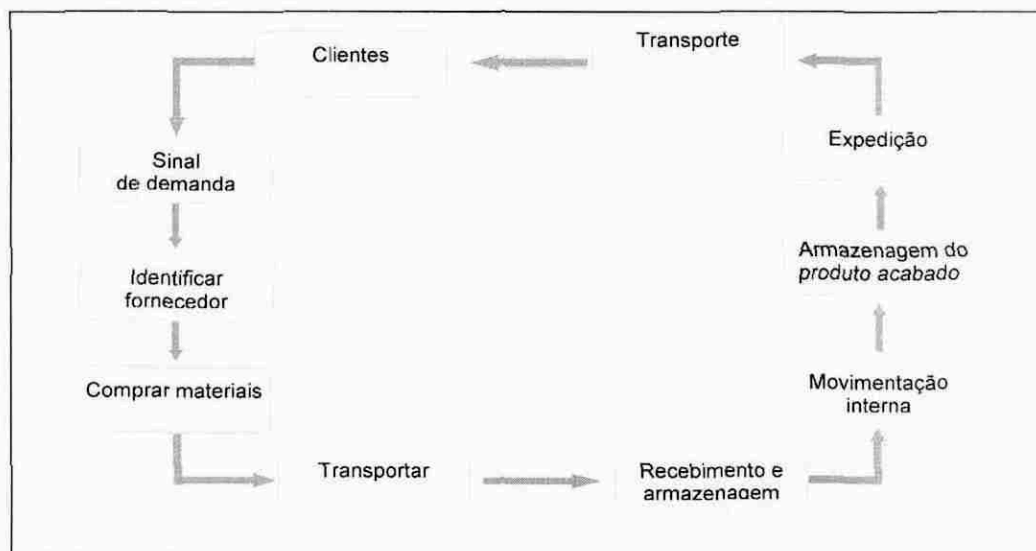 Clientes
Transporte
Sinal
de demanda
Identificar
fornecedor
Comprar materiais
Transportar
Recebimento e
armazenagem
Movimentação
interna
Armazenagem do
produto acabado
Expedição